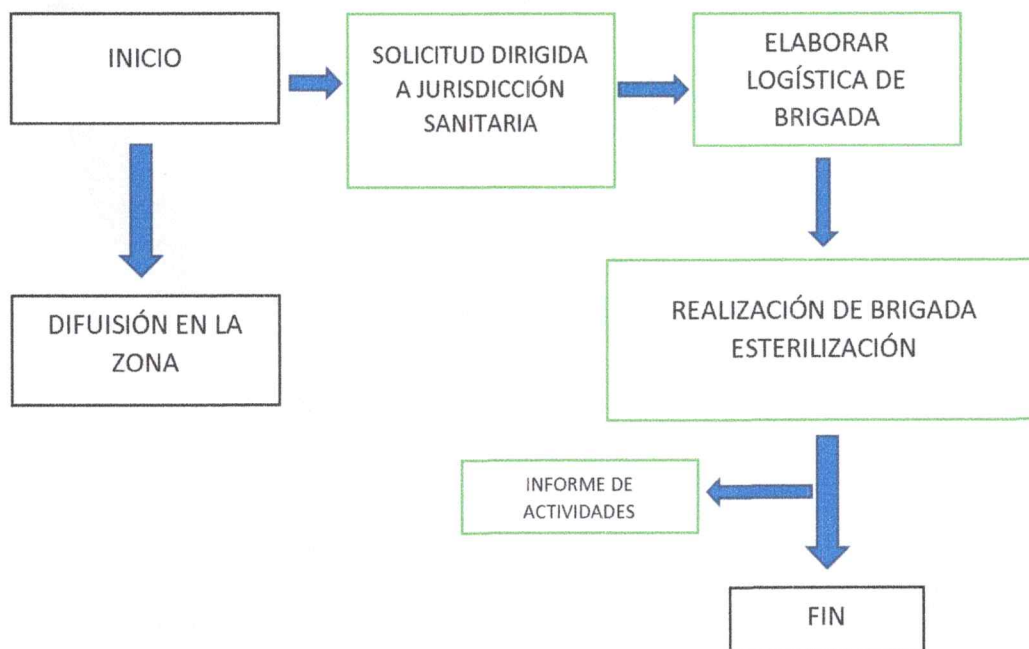 INICIO
SOLICITUD DIRIGIDA
A JURISDICCIÓN
SANITARIA
ELABORAR
LOGÍSTICA DE
BRIGADA
DIFUISIÓN EN LA
ZONA
REALIZACIÓN DE BRIGADA
ESTERILIZACIÓN
INFORME DE
ACTIVIDADES
FIN